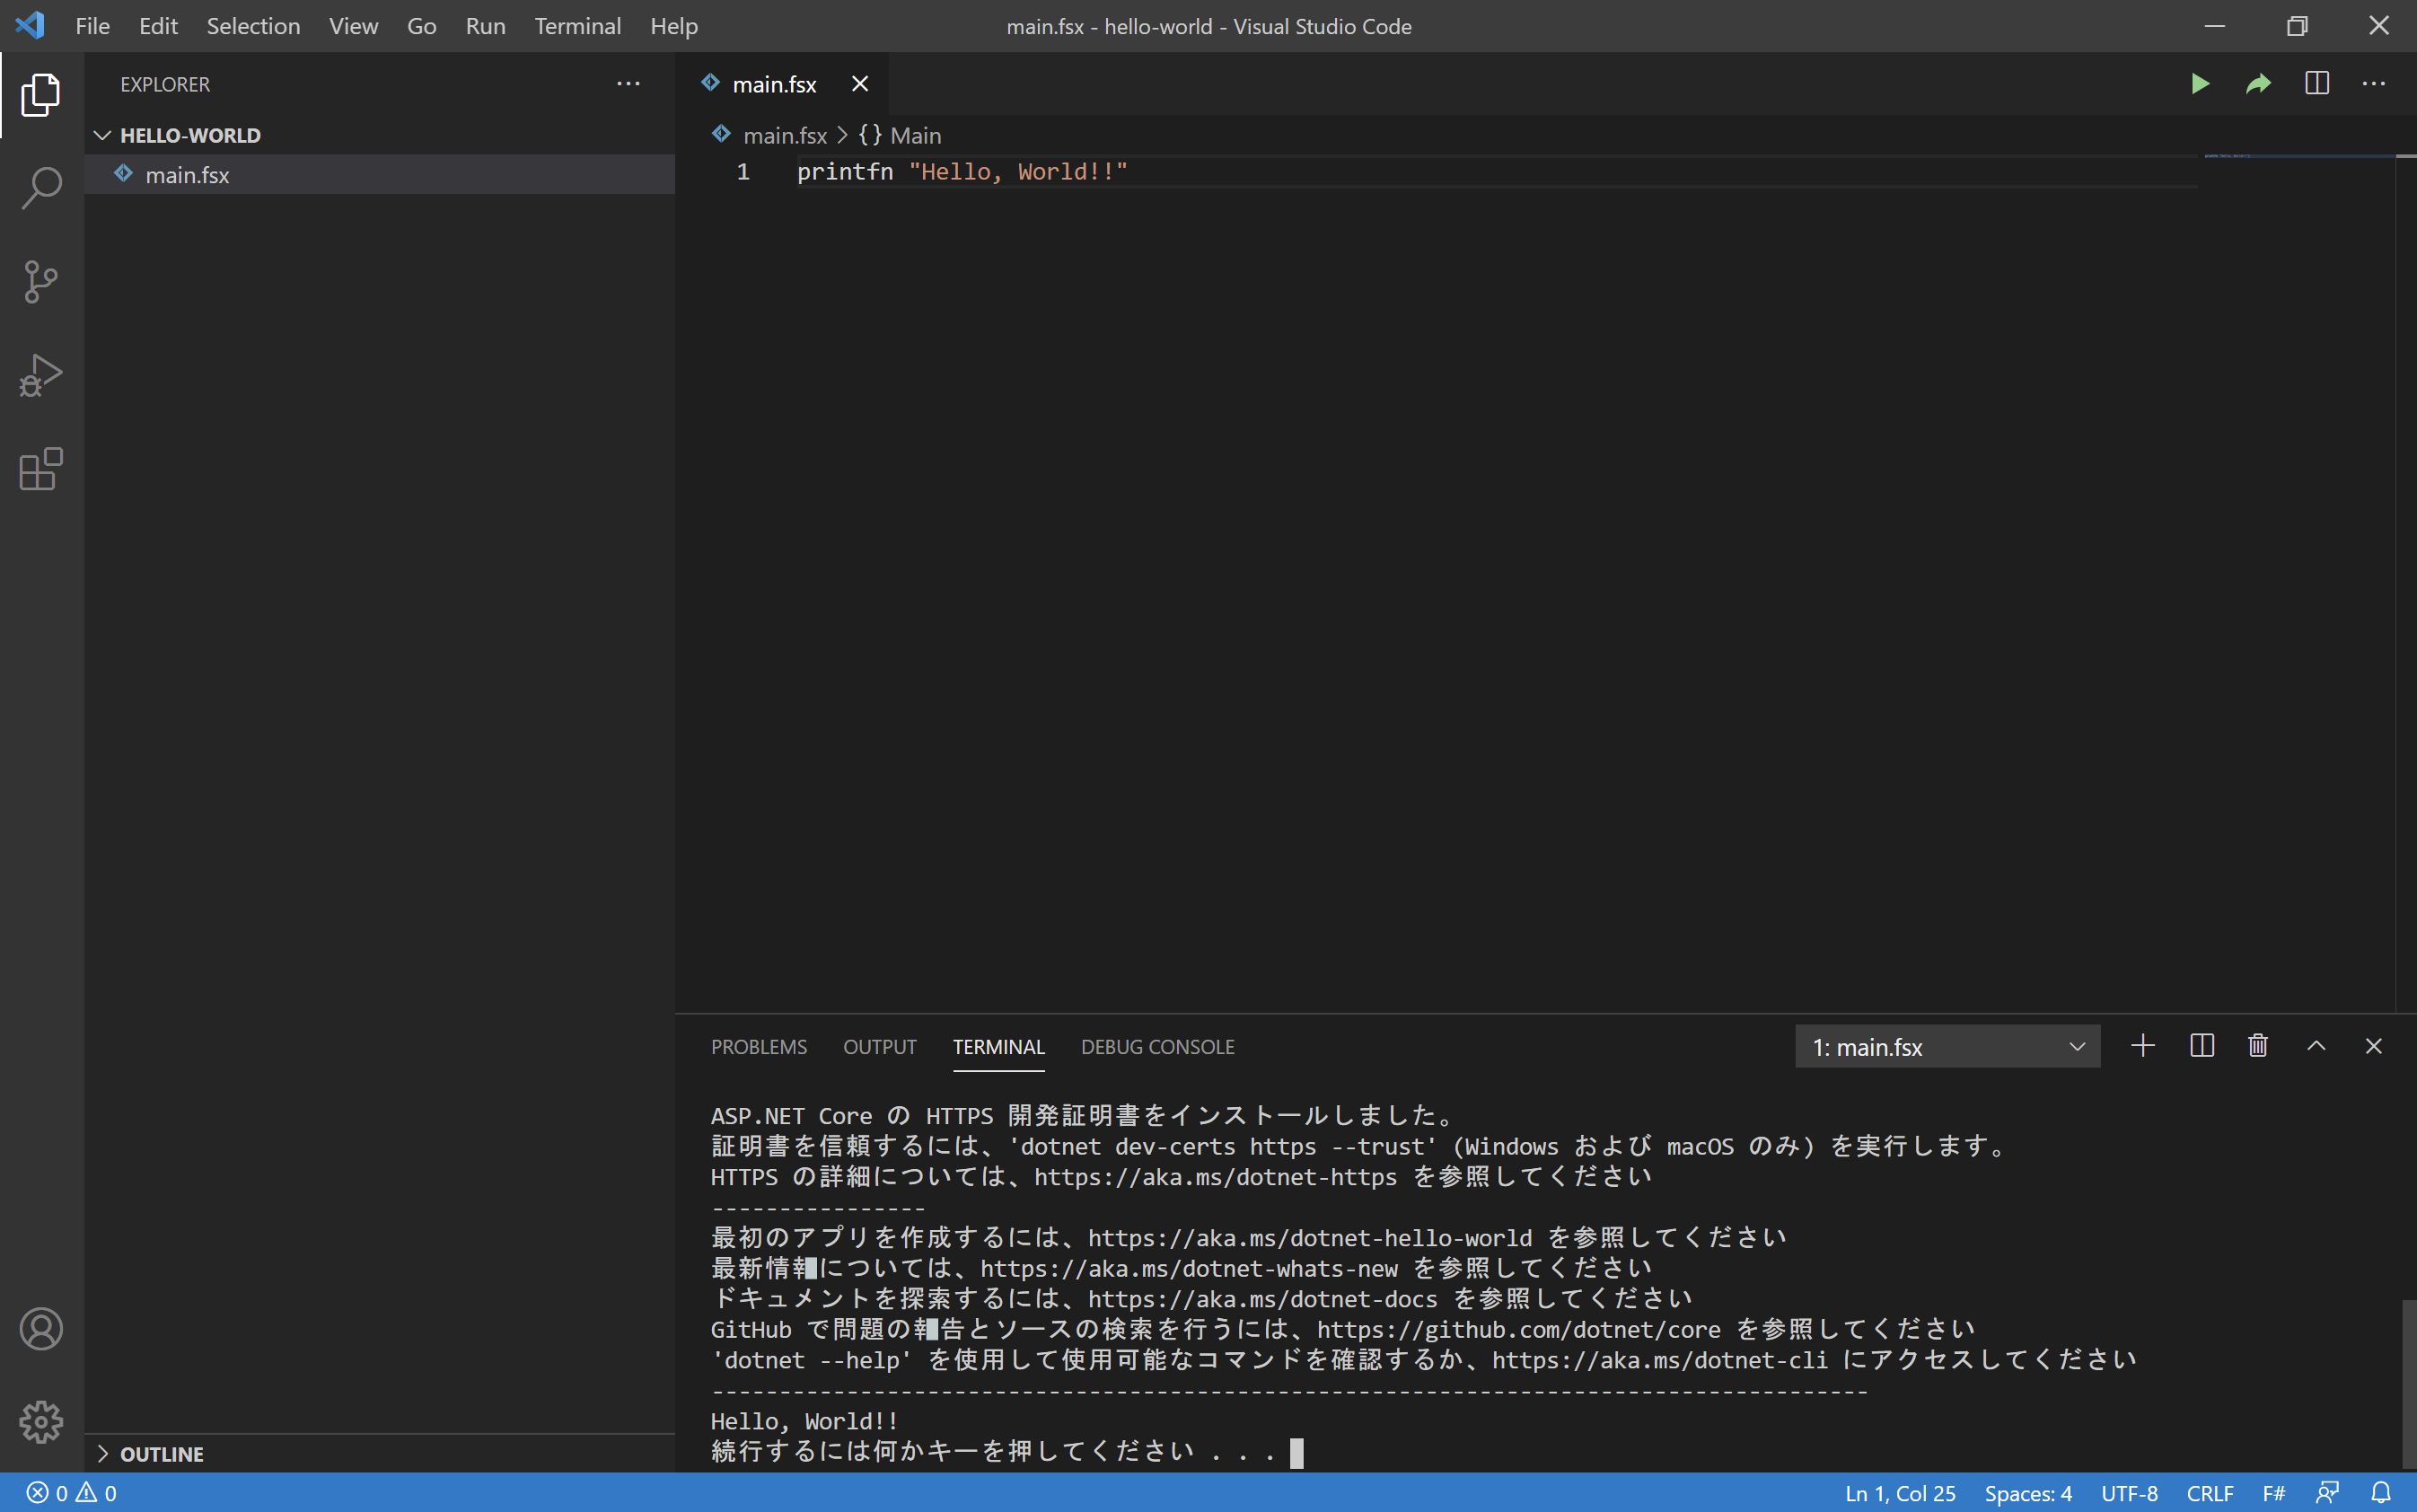 File Edit Selection View Go Run Terminal Help
main.fsx - hello-world - Visual Studio Code
EXPLORER
HELLO-WORLD
main.fsx
OUTLINE
main.fsx
main.fsx > {} Main
1 printfn "Hello, World!!"
PROBLEMS OUTPUT TERMINAL DEBUG CONSOLE
1: main.fsx
ASP.NET Core の HTTPS 開発証明書をインストールしました。
証明書を信頼するには、'dotnet dev-certs https --trust' (Windows および macOS のみ) を実行します。
HTTPS の詳細については、https://aka.ms/dotnet-https を参照してください
----------------
最初のアプリを作成するには、https://aka.ms/dotnet-hello-world を参照してください
最新情報については、https://aka.ms/dotnet-whats-new を参照してください
ドキュメントを探索するには、https://aka.ms/dotnet-docs を参照してください
GitHub で問題の報告とソースの検索を行うには、https://github.com/dotnet/core を参照してください
'dotnet --help' を使用して使用可能なコマンドを確認するか、https://aka.ms/dotnet-cli にアクセスしてください
--------------------------------------------------------------------------------------
Hello, World!!
続行するには何かキーを押してください . . .
0 0
Ln 1, Col 25 Spaces: 4 UTF-8 CRLF F#